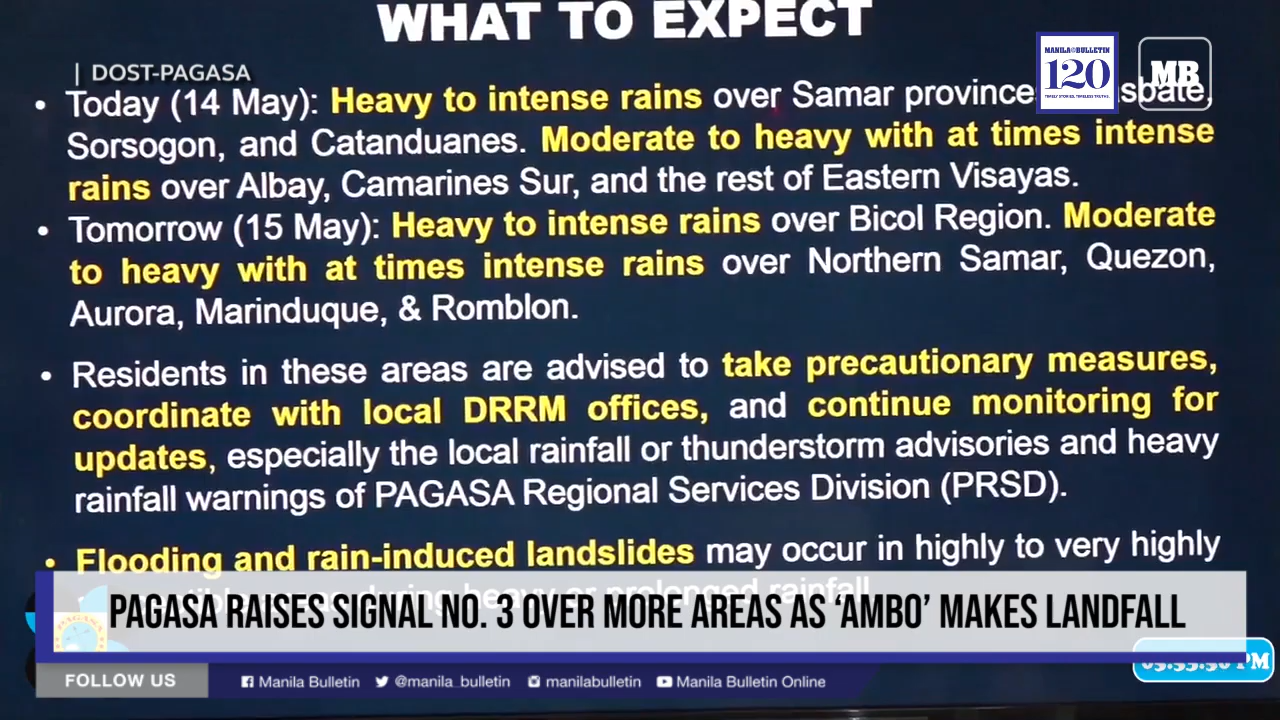 WHAT TO EXPECT
| DOST-PAGASA
MANILA BULLETIN
120
MB
• Today (14 May): Heavy to intense rains over Samar province
Sorsogon, and Catanduanes. Moderate to heavy with at times intense
rains over Albay, Camarines Sur, and the rest of Eastern Visayas.
• Tomorrow (15 May): Heavy to intense rains over Bicol Region. Moderate
to heavy with at times intense rains over Northern Samar, Quezon,
Aurora, Marinduque, & Romblon.
• Residents in these areas are advised to take precautionary measures,
coordinate with local DRRM offices, and continue monitoring for
updates, especially the local rainfall or thunderstorm advisories and heavy
rainfall warnings of PAGASA Regional Services Division (PRSD).
• Flooding and rain-induced landslides may occur in highly to very highly
during heavy or prolonged rainfall
PAGASA RAISES SIGNAL NO. 3 OVER MORE AREAS AS ‘AMBO’ MAKES LANDFALL
PM
FOLLOW US
Manila Bulletin @manila_bulletin manilabulletin Manila Bulletin Online